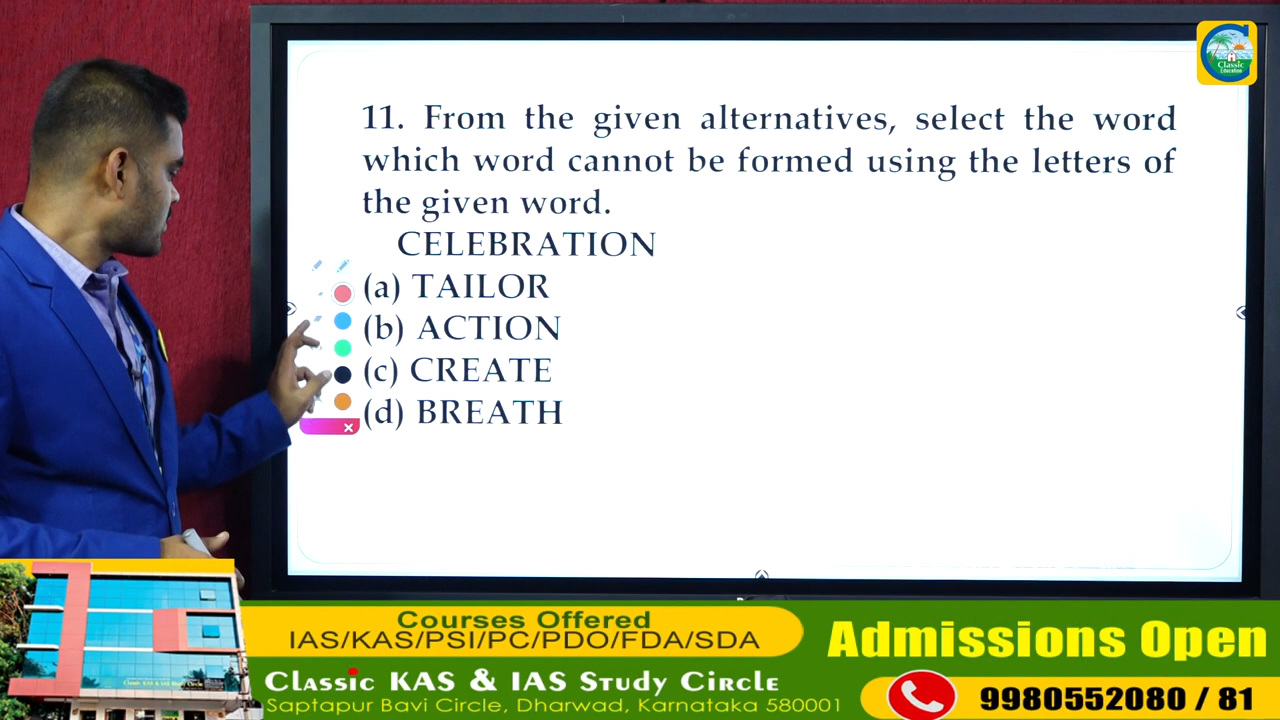 Classic
Education
11. From the given alternatives, select the word
which word cannot be formed using the letters of
the given word.
CELEBRATION
(a) TAILOR
(b) ACTION
(c) CREATE
(d) BREATH
Courses Offered
IAS/KAS/PSI/PC/PDO/FDA/SDA
Classic KAS & IAS Study Circle
Saptapur Bavi Circle, Dharwad, Karnataka 580001
Admissions Open
9980552080 / 81